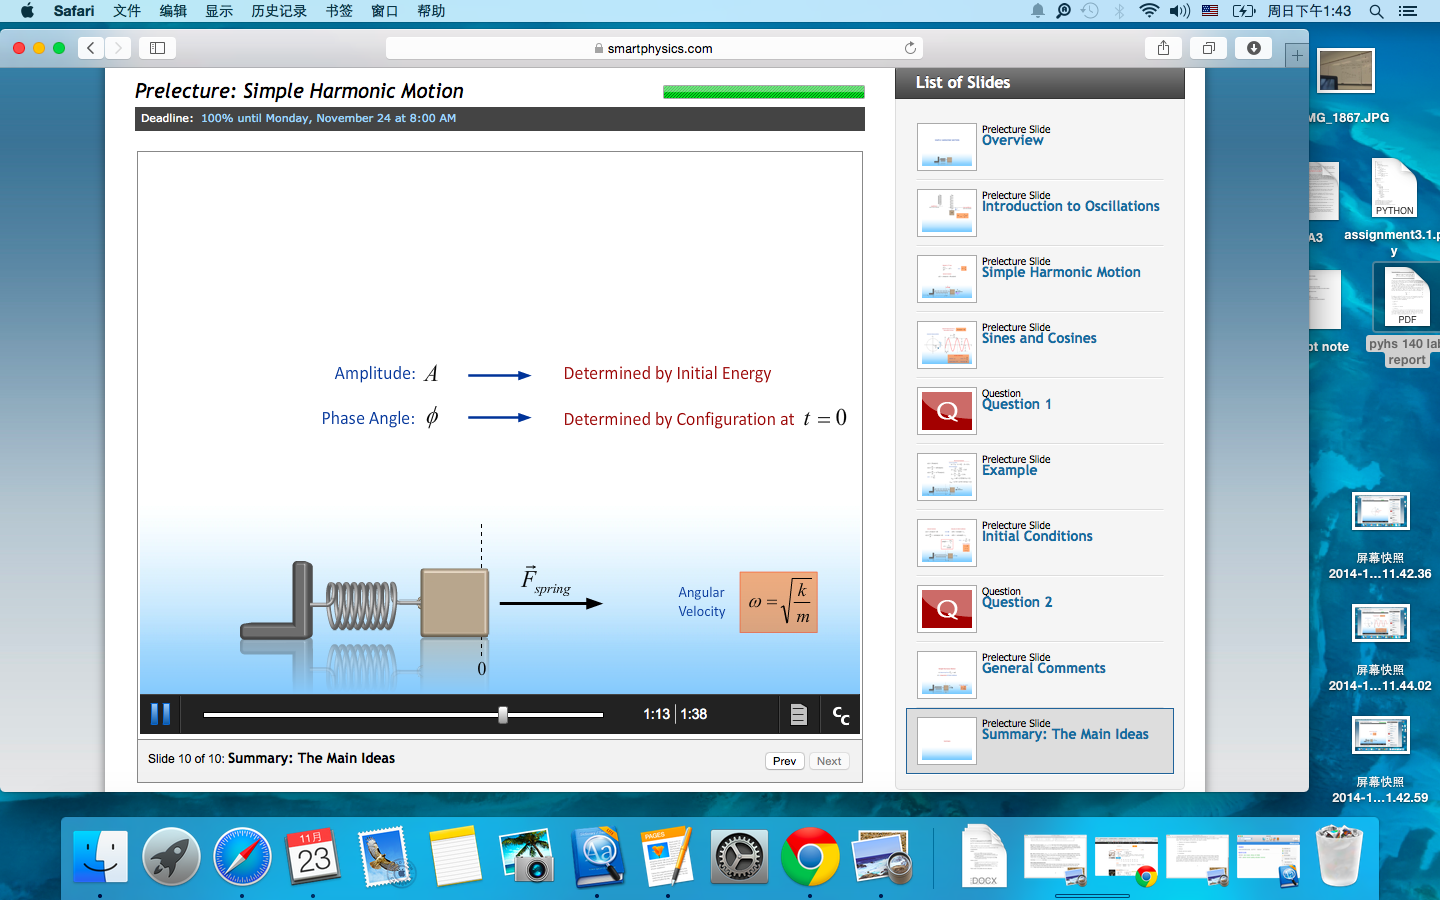 Safari 文件 编辑 显示 历史记录 书签 窗口 帮助 周日下午1:43
smartphysics.com
Prelecture: Simple Harmonic Motion
Deadline: 100% until Monday, November 24 at 8:00 AM
Amplitude: A Determined by Initial Energy
Phase Angle: ϕ Determined by Configuration at t = 0
F⃗spring
Angular
Velocity
ω = √(k/m)
0
1:13 | 1:38
CC
Slide 10 of 10: Summary: The Main Ideas
Prev Next
List of Slides
Prelecture Slide
Overview
Prelecture Slide
Introduction to Oscillations
Prelecture Slide
Simple Harmonic Motion
Prelecture Slide
Sines and Cosines
Q
Question
Question 1
Prelecture Slide
Example
Prelecture Slide
Initial Conditions
Q
Question
Question 2
Prelecture Slide
General Comments
Prelecture Slide
Summary: The Main Ideas
MG_1867.JPG
PYTHON
A3
assignment3.1.p
y
PDF
pyhs 140 lal
report
ot note
屏幕快照
2014-1...11.42.36
屏幕快照
2014-1...11.44.02
屏幕快照
2014-1...1.42.59
11月
23
Aa
PAGES
DOCX